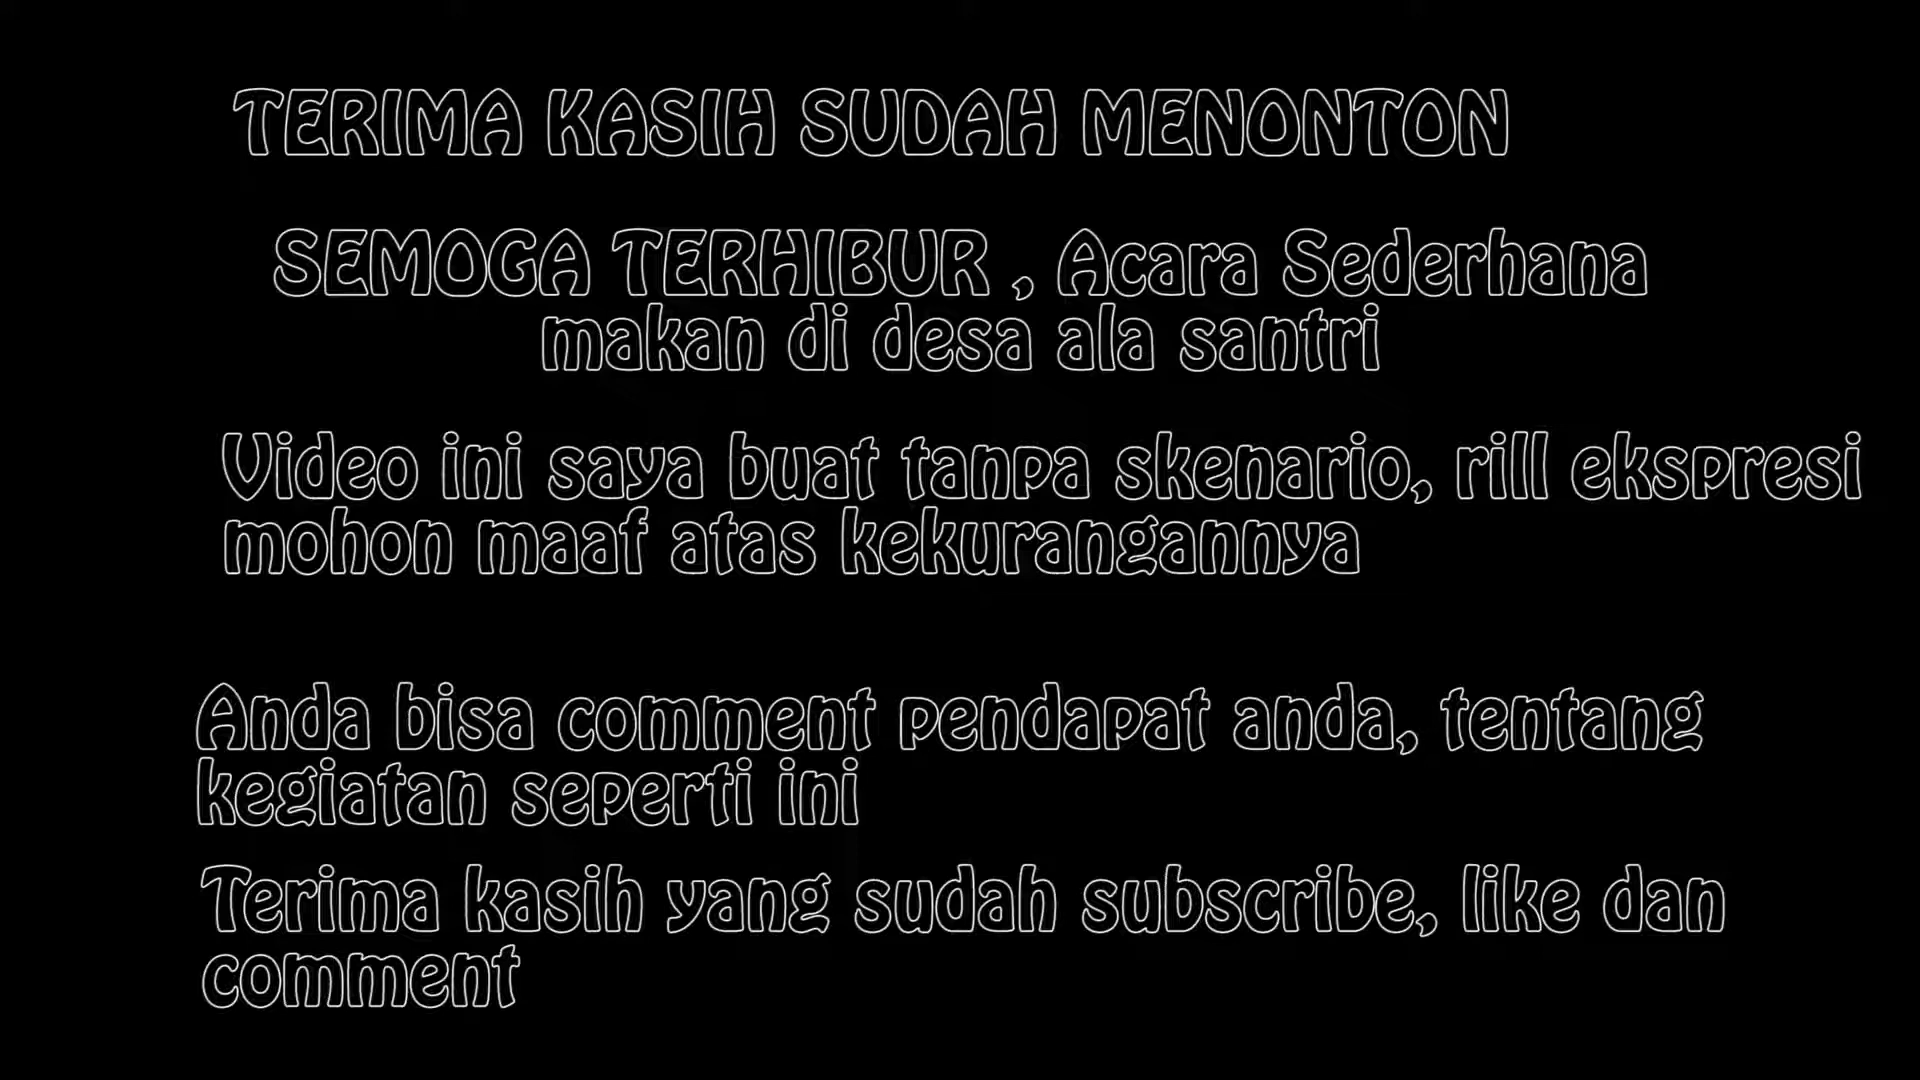 TERIMA KASIH SUDAH MENONTON
SEMOGA TERHIBUR , Acara Sederhana
makan di desa ala santri
Video ini saya buat tanpa skenario, rill ekspresi
mohon maaf atas kekurangannya
Anda bisa comment pendapat anda, tentang
kegiatan seperti ini
Terima kasih yang sudah subscribe, like dan
comment